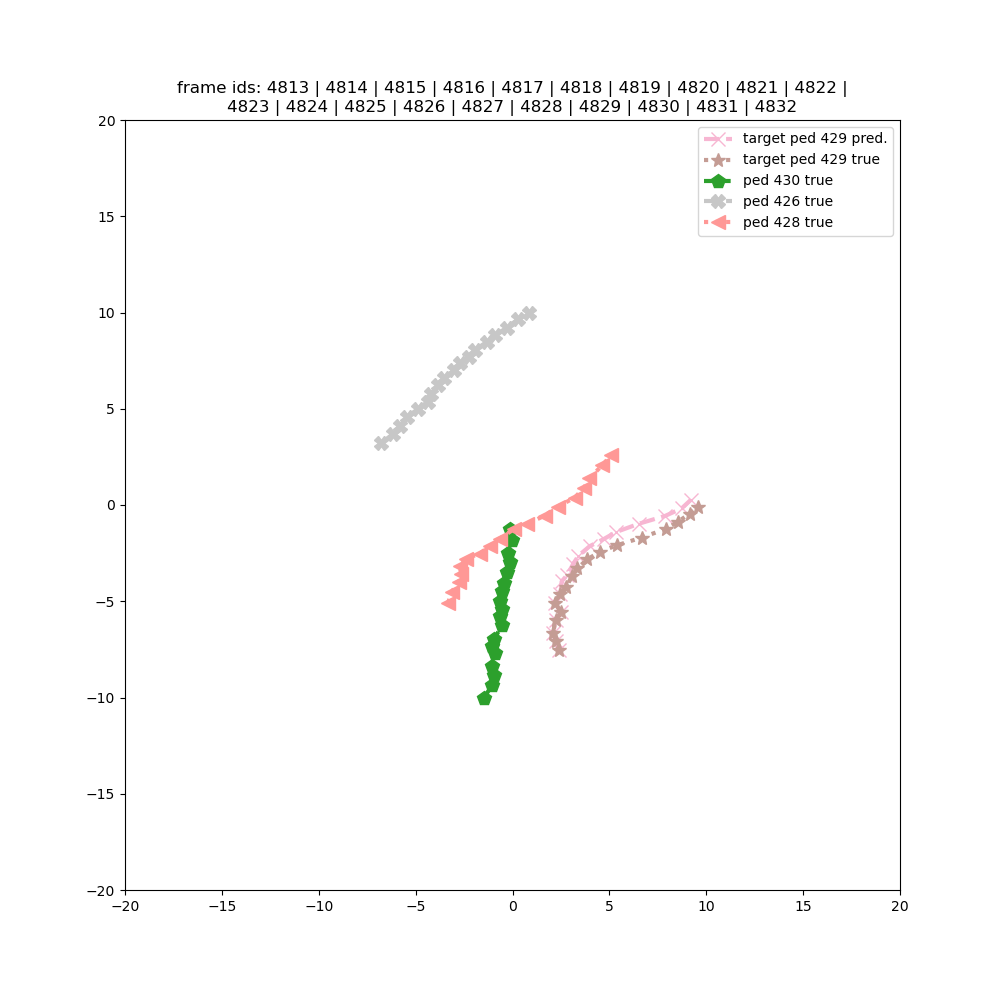 frame ids: 4813 | 4814 | 4815 | 4816 | 4817 | 4818 | 4819 | 4820 | 4821 | 4822 |
4823 | 4824 | 4825 | 4826 | 4827 | 4828 | 4829 | 4830 | 4831 | 4832
target ped 429 pred.
target ped 429 true
ped 430 true
ped 426 true
ped 428 true
20
15
10
5
0
−5
−10
−15
−20
−20 −15 −10 −5 0 5 10 15 20